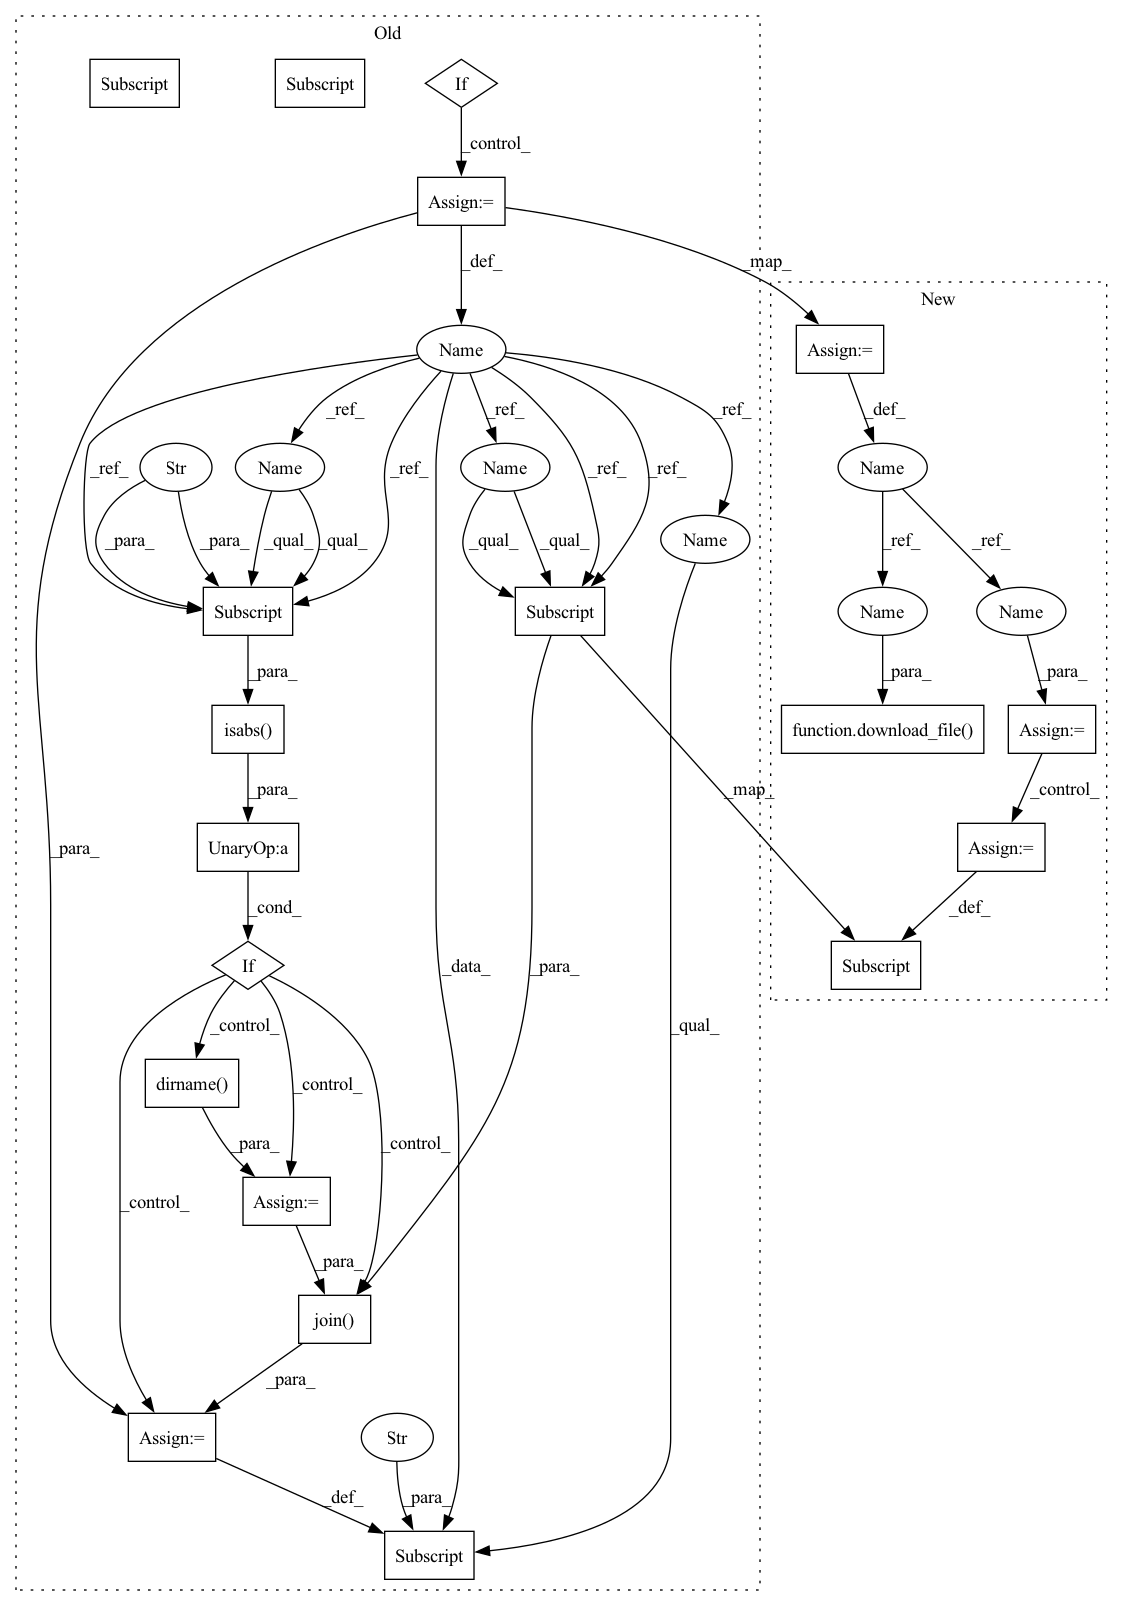 Old
Subscript
Subscript
If
_control_
Assign:=
_def_
_map_
New
Assign:=
Name
_def_
_ref_
_ref_
_ref_
Str
Name
Name
Name
_ref_
_ref_
_ref_
_ref_
Name
_para_
_para_
_qual_
_qual_
_qual_
_qual_
_ref_
_ref_
Subscript
Subscript
Name
Name
_para_
_para_
_para_
isabs()
function.download_file()
Assign:=
_para_
_map_
_control_
_para_
UnaryOp:a
Assign:=
_cond_
_def_
If
_data_
_para_
Subscript
_control_
_qual_
dirname()
_control_
_para_
_control_
_control_
Assign:=
_para_
join()
_para_
Assign:=
Str
_def_
_para_
Subscript